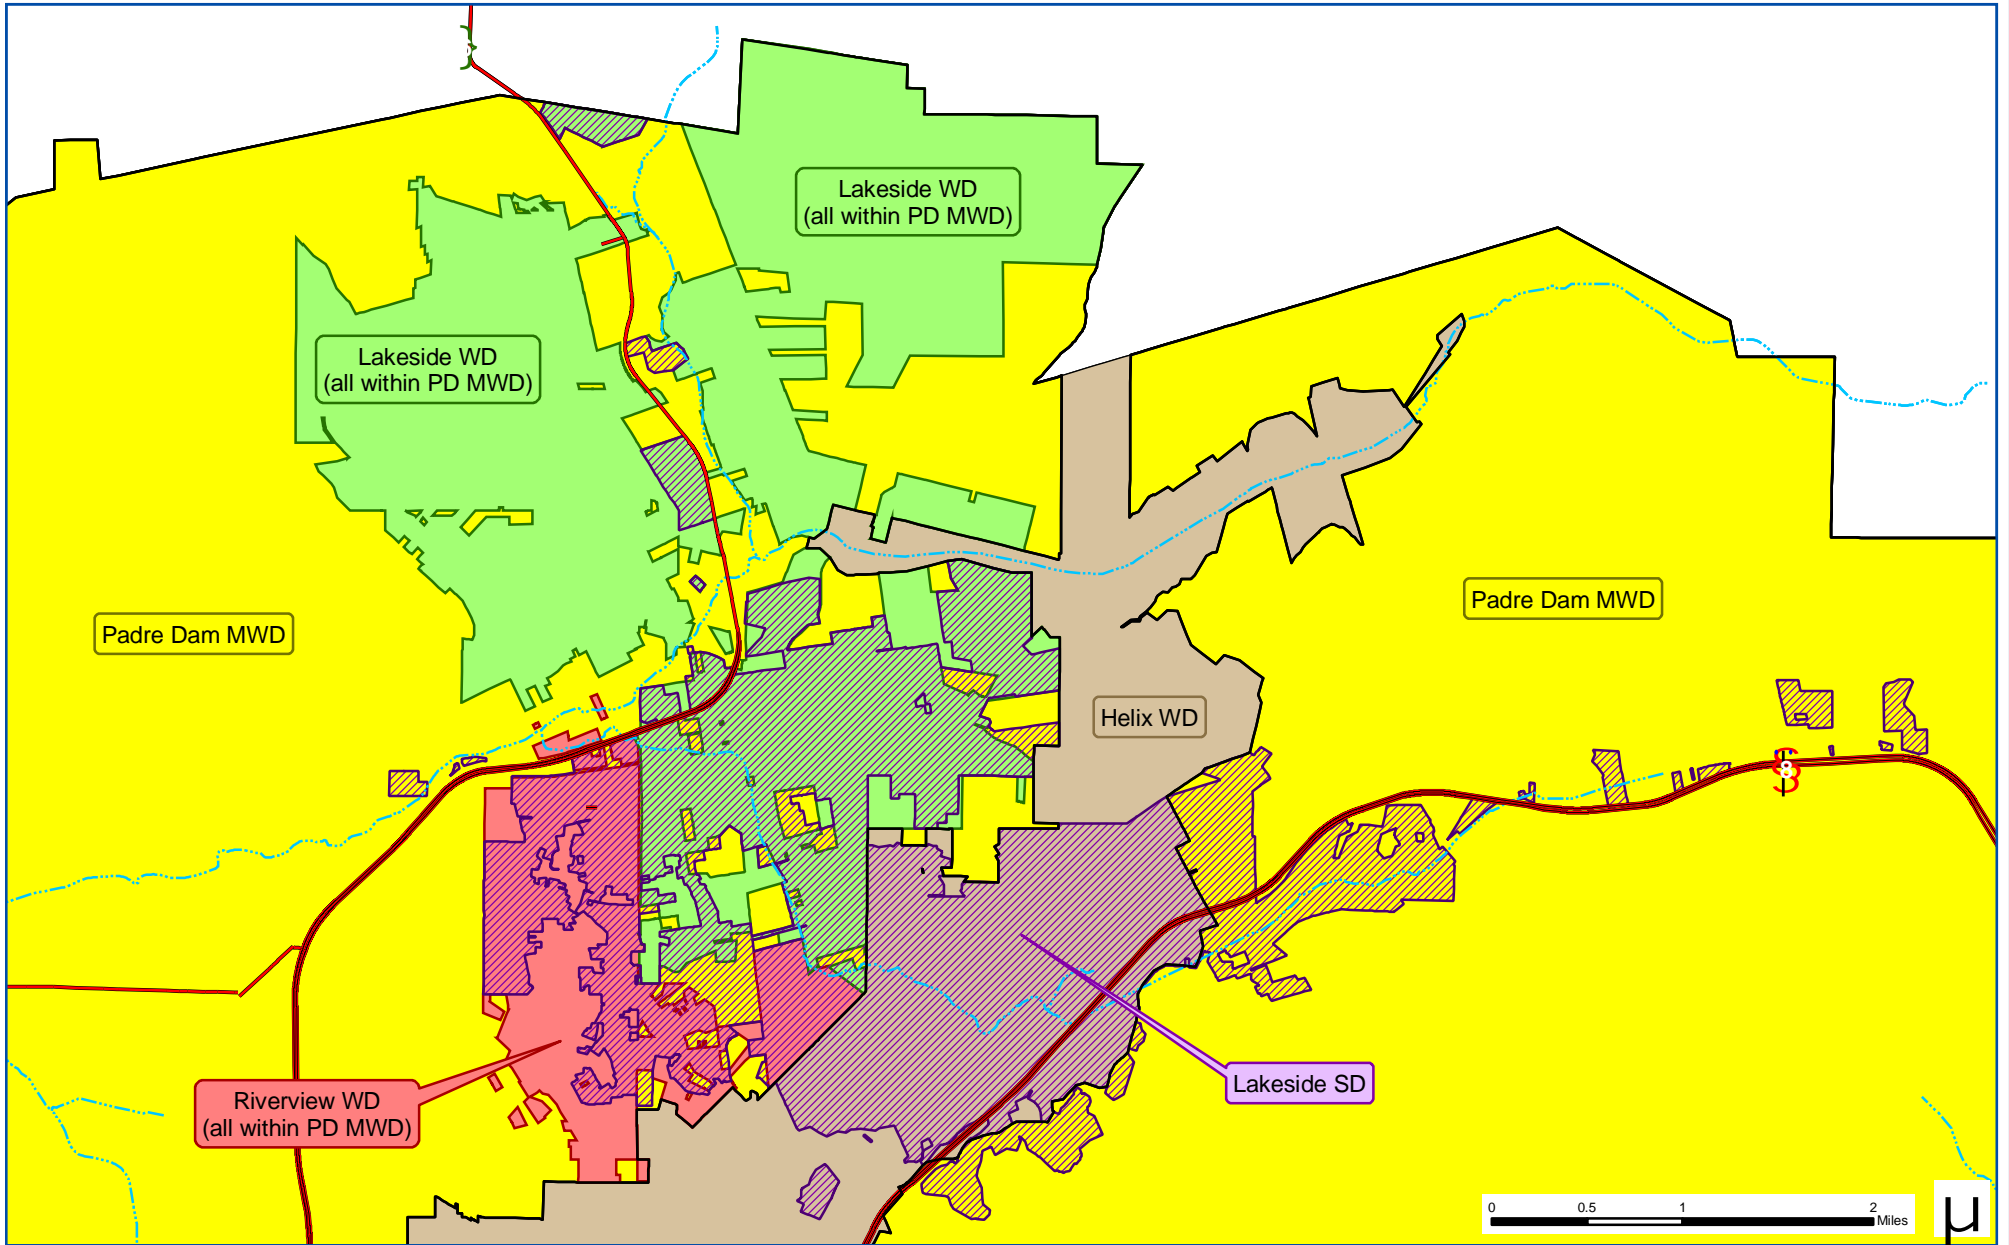 Lakeside WD
(all within PD MWD)
Lakeside WD
(all within PD MWD)
Padre Dam MWD
Padre Dam MWD
Helix WD
8
Riverview WD
(all within PD MWD)
Lakeside SD
0 0.5 1 2
Miles
µ